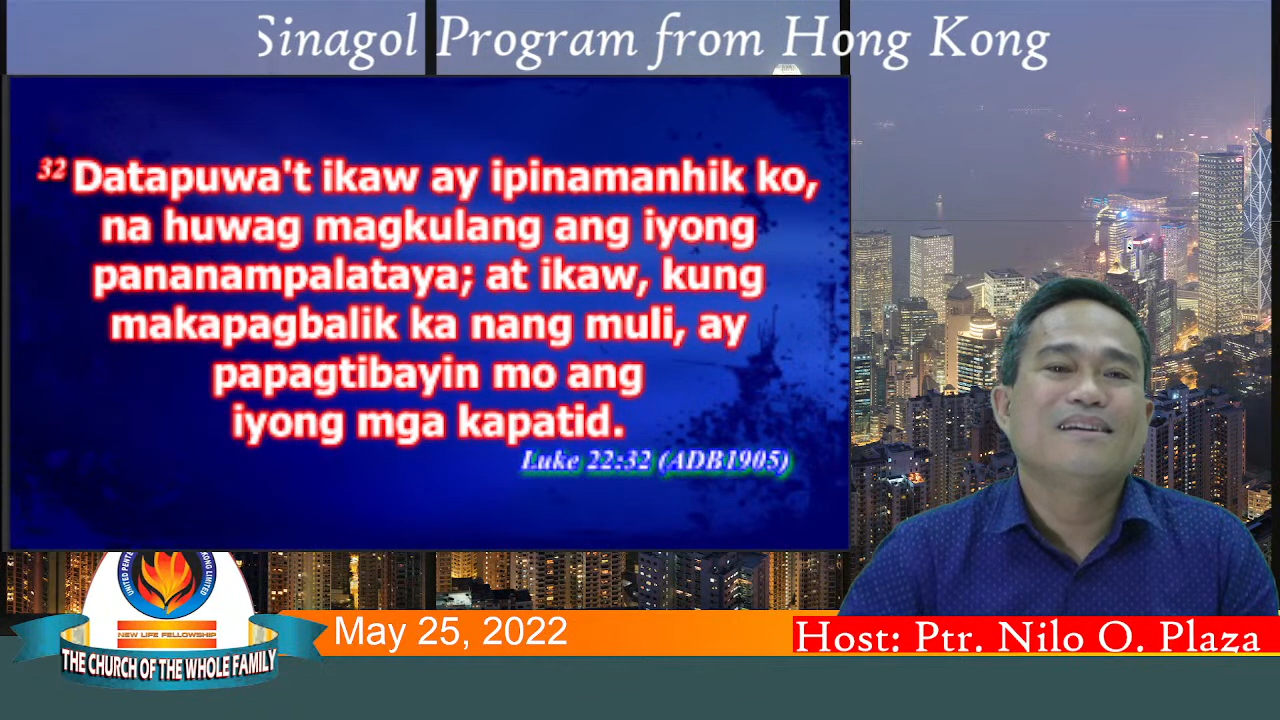 Sinagol Program from Hong Kong
32 Datapuwa't ikaw ay ipinamanhik ko,
na huwag magkulang ang iyong
pananampalataya; at ikaw, kung
makapagbalik ka nang muli, ay
papagtibayin mo ang
iyong mga kapatid.
Luke 22:32 (ADB1905)
NEW LIFE FELLOWSHIP
THE CHURCH OF THE WHOLE FAMILY
May 25, 2022
Host: Ptr. Nilo O. Plaza